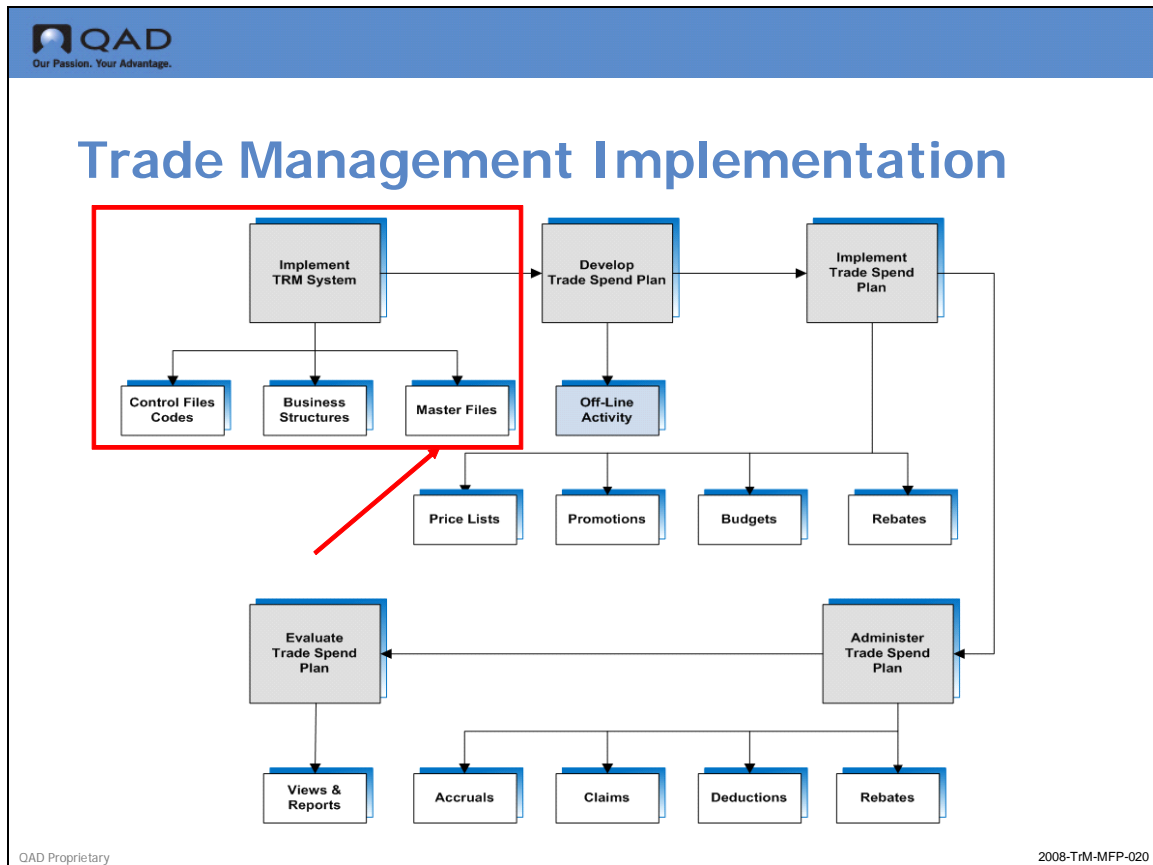 QAD
Our Passion. Your Advantage.
Trade Management Implementation
Implement
TRM System
Develop
Trade Spend Plan
Implement
Trade Spend
Plan
Control Files
Codes
Business
Structures
Master Files
Off-Line
Activity
Price Lists
Promotions
Budgets
Rebates
Evaluate
Trade Spend
Plan
Administer
Trade Spend
Plan
Views &
Reports
Accruals
Claims
Deductions
Rebates
QAD Proprietary
2008-TrM-MFP-020